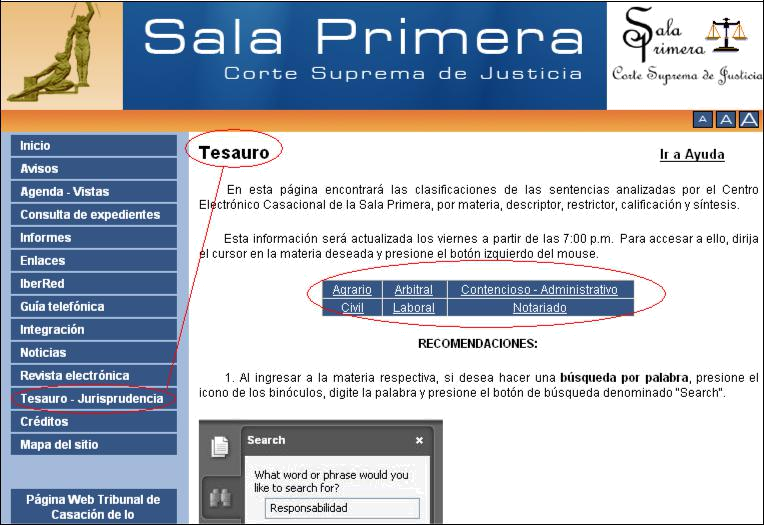 Sala Primera
Corte Suprema de Justicia
Sala
Primera
Corte Suprema de Justicia
A A A
Inicio
Avisos
Agenda - Vistas
Consulta de expedientes
Informes
Enlaces
IberRed
Guía telefónica
Integración
Noticias
Revista electrónica
Tesauro - Jurisprudencia
Créditos
Mapa del sitio
Página Web Tribunal de
Casación de lo
Tesauro
Ir a Ayuda
En esta página encontrará las clasificaciones de las sentencias analizadas por el Centro
Electrónico Casacional de la Sala Primera, por materia, descriptor, restrictor, calificación y síntesis.
Esta información será actualizada los viernes a partir de las 7:00 p.m. Para accesar a ello, dirija
el cursor en la materia deseada y presione el botón izquierdo del mouse.
Agrario Arbitral Contencioso - Administrativo
Civil Laboral Notariado
RECOMENDACIONES:
1. Al ingresar a la materia respectiva, si desea hacer una búsqueda por palabra, presione el
icono de los binóculos, digite la palabra y presione el botón de búsqueda denominado "Search".
Search ×
What word or phrase would you
like to search for?
Responsabilidad